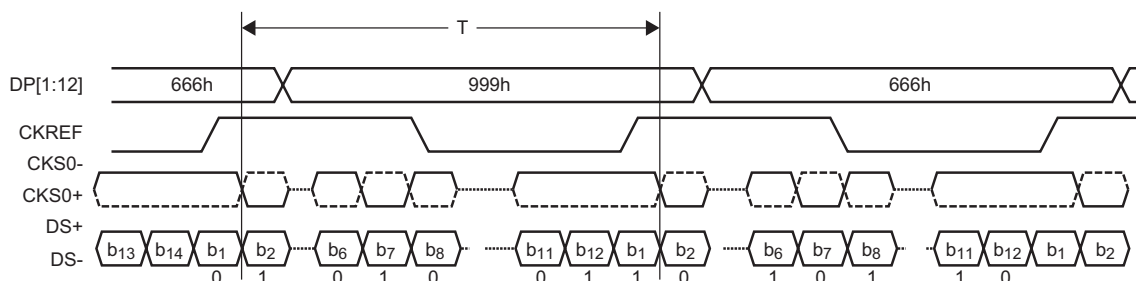 T
DP[1:12] 666h 999h 666h
CKREF
CKS0-
CKS0+
DS+
DS- b13 b14 b1 b2 b6 b7 b8 b11 b12 b1 b2 b6 b7 b8 b11 b12 b1 b2
0 1 0 1 0 0 1 1 0 1 0 1 1 0